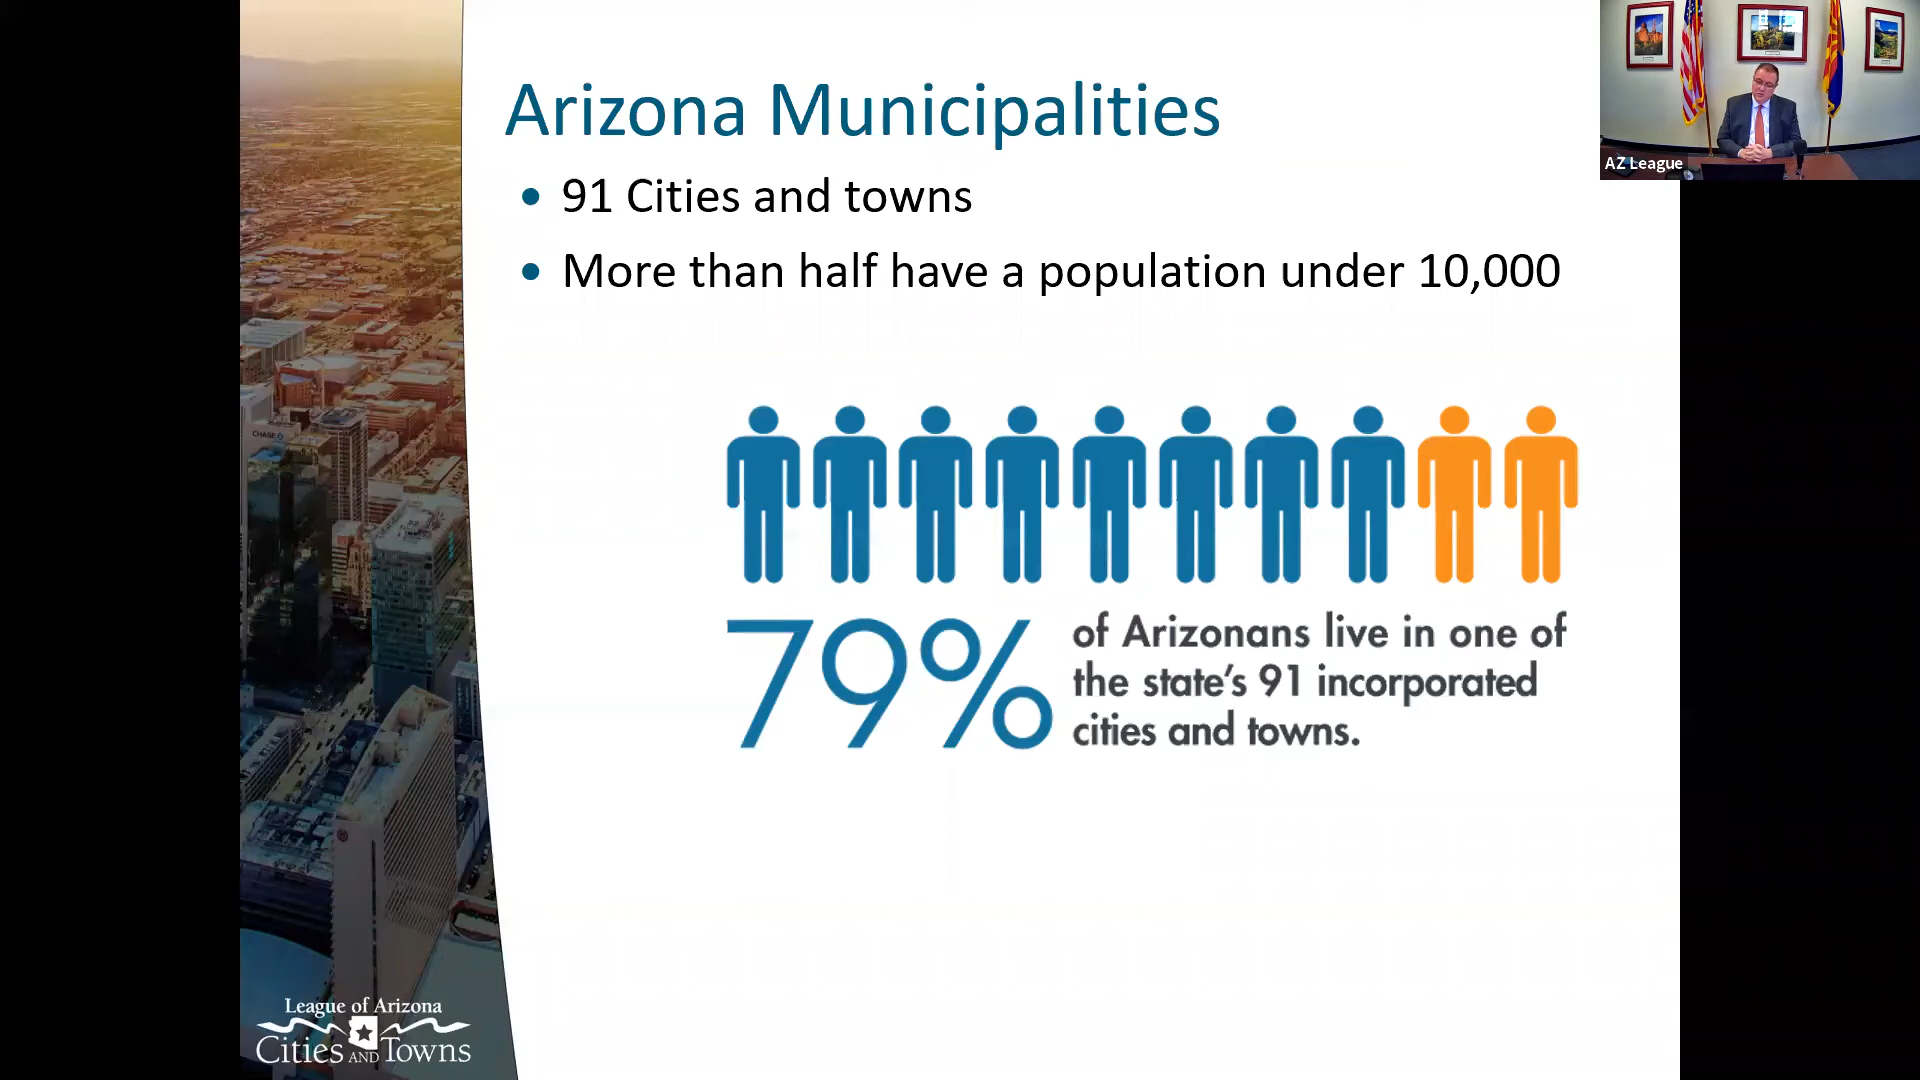 Arizona Municipalities
• 91 Cities and towns
• More than half have a population under 10,000
79%
of Arizonans live in one of
the state's 91 incorporated
cities and towns.
AZ League
CHASE
League of Arizona
Cities AND Towns